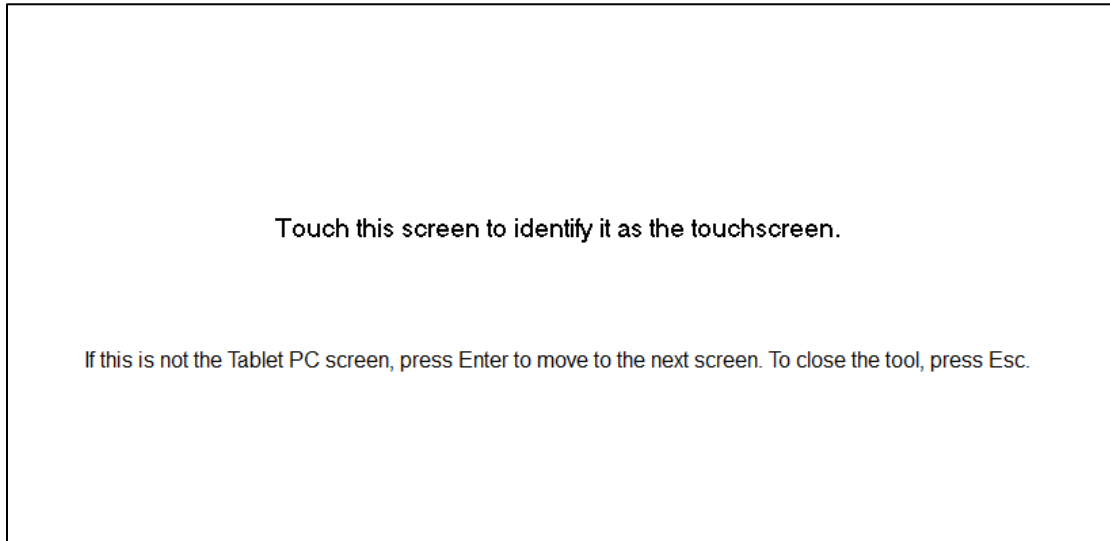 Touch this screen to identify it as the touchscreen.
If this is not the Tablet PC screen, press Enter to move to the next screen. To close the tool, press Esc.